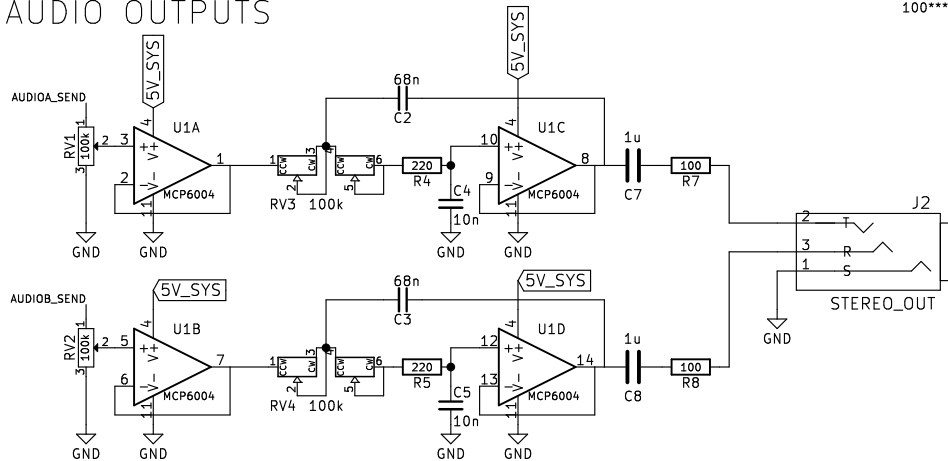 AUDIO OUTPUTS
100***
5V_SYS
5V_SYS
68n
C2
AUDIOA_SEND
RV1
100k
1
2
3
U1A
4
3
2
1
11
MCP6004
GND
GND
1
CCW
CW
3
2
RV3
100k
4
CCW
CW
6
5
220
R4
C4
10n
GND
U1C
4
10
9
8
11
MCP6004
GND
1u
C7
100
R7
J2
2 T
3 R
1 S
STEREO_OUT
GND
5V_SYS
5V_SYS
68n
C3
AUDIOB_SEND
RV2
100k
1
2
3
U1B
4
5
6
7
11
MCP6004
GND
GND
1
CCW
CW
3
2
RV4
100k
CCW
CW
6
5
220
R5
C5
10n
GND
U1D
4
12
13
14
11
MCP6004
GND
1u
C8
100
R8